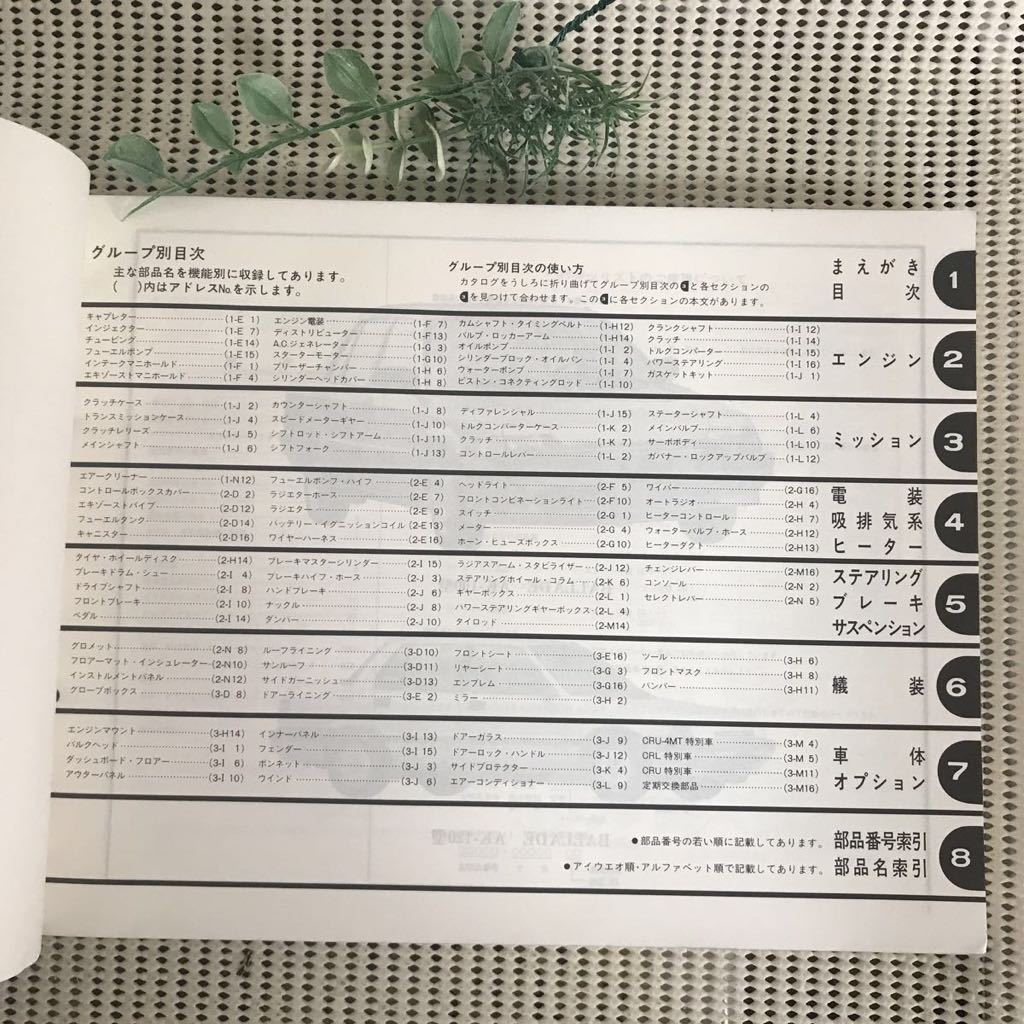 グループ別目次
主な部品名を機能別に収録してあります。
(　)内はアドレスNo.を示します。
グループ別目次の使い方
カタログをうしろに折り曲げてグループ別目次の と各セクションの
を見つけて合わせます。この に各セクションの本文があります。
まえがき
目次
1
キャブレター (1-E 1) エンジン電装 (1-F 7) カムシャフト・タイミングベルト (1-H12) クランクシャフト (1-I 12)
インジェクター (1-E 7) ディストリビューター (1-F13) バルブ・ロッカーアーム (1-H14) クラッチ (1-I 14)
チュービング (1-E14) A.C.ジェネレーター (1-G 3) オイルポンプ (1-I 2) トルクコンバーター (1-I 15)
フューエルポンプ (1-E15) スターターモーター (1-G10) シリンダーブロック・オイルパン (1-I 4) パワーステアリング (1-I 16)
インテークマニホールド (1-F 1) ブリーザーチャンバー (1-H 6) ウォーターポンプ (1-I 7) ガスケットキット (1-J 1)
エキゾーストマニホールド (1-F 4) シリンダーヘッドカバー (1-H 8) ピストン・コネクティングロッド (1-I 10)
エンジン
2
クラッチケース (1-J 2) カウンターシャフト (1-J 8) ディファレンシャル (1-J15) ステーターシャフト (1-L 4)
トランスミッションケース (1-J 4) スピードメーターギヤー (1-J 10) トルクコンバーターケース (1-K 2) メインバルブ (1-L 6)
クラッチレリーズ (1-J 5) シフトロッド・シフトアーム (1-J11) クラッチ (1-K 7) サーボボディ (1-L10)
メインシャフト (1-J 6) シフトフォーク (1-J 13) コントロールレバー (1-L 2) ガバナー・ロックアップバルブ (1-L12)
ミッション
3
エアークリーナー (1-N12) フューエルポンプ・ハイフ (2-E 4) ヘッドライト (2-F 5) ワイパー (2-G16)
コントロールボックスカバー (2-D 2) ラジエターホース (2-E 7) フロントコンビネーションライト (2-F10) オートラジオ (2-H 4)
エキゾストパイプ (2-D12) ラジエター (2-E 9) スイッチ (2-G 1) ヒーターコントロール (2-H 7)
フューエルタンク (2-D14) バッテリー・イグニッションコイル (2-E13) メーター (2-G 4) ウォーターバルブ・ホース (2-H12)
キャニスター (2-D16) ワイヤーハーネス (2-E16) ホーン・ヒューズボックス (2-G10) ヒーターダクト (2-H13)
電装
吸排気系
ヒーター
4
タイヤ・ホイールディスク (2-H14) ブレーキマスターシリンダー (2-I 15) ラジアスアーム・スタビライザー (2-J12) チェンジレバー (2-M16)
ブレーキドラム・シュー (2-I 4) ブレーキハイフ・ホース (2-J 3) ステアリングホイール・コラム (2-K 6) コンソール (2-N 2)
ドライブシャフト (2-I 8) ハンドブレーキ (2-J 6) ギヤーボックス (2-L 1) セレクトレバー (2-N 5)
フロントブレーキ (2-I 10) ナックル (2-J 8) パワーステアリングギヤーボックス (2-L 4)
ペダル (2-I 14) ダンパー (2-J 10) タイロッド (2-M14)
ステアリング
ブレーキ
サスペンション
5
グロメット (2-N 8) ルーフライニング (3-D10) フロントシート (3-E16) ツール (3-H 6)
フロアーマット・インシュレーター (2-N10) サンルーフ (3-D11) リヤーシート (3-G 3) フロントマスク (3-H 8)
インストルメントパネル (2-N12) サイドガーニッシュ (3-D13) エンブレム (3-G16) バンパー (3-H11)
グローブボックス (3-D 8) ドアーライニング (3-E 2) ミラー (3-H 2)
艤装
6
エンジンマウント (3-H14) インナーパネル (3-I 13) ドアーガラス (3-J 9) CRU-4MT 特別車 (3-M 4)
バルクヘッド (3-I 1) フェンダー (3-I 15) ドアーロック・ハンドル (3-J 12) CRL 特別車 (3-M 5)
ダッシュボード・フロアー (3-I 6) ボンネット (3-J 3) サイドプロテクター (3-K 4) CRU 特別車 (3-M11)
アウターパネル (3-I 10) ウインド (3-J 6) エアーコンディショナー (3-L 9) 定期交換部品 (3-M16)
車体
オプション
7
●部品番号の若い順に記載してあります。 部品番号索引
●アイウエオ順・アルファベット順で記載してあります。 部品名索引
8